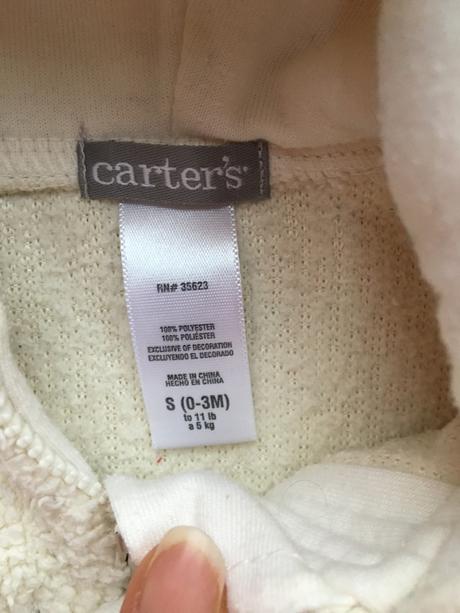 carter's
RN# 35623
100% POLYESTER
100% POLIÉSTER
EXCLUSIVE OF DECORATION
EXCLUYENDO EL DECORADO
MADE IN CHINA
HECHO EN CHINA
S (0-3M)
to 11 lb
a 5 kg